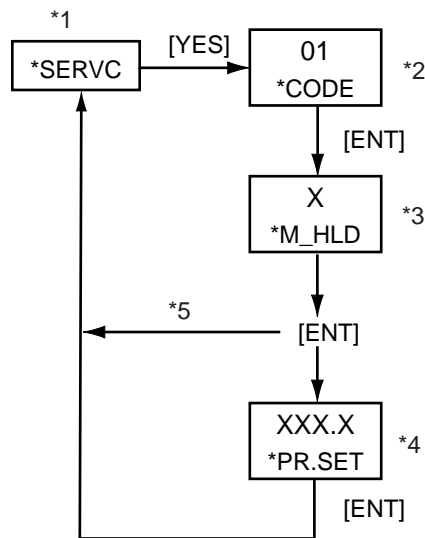 *1
*SERVC
[YES]
01
*CODE
*2
[ENT]
X
*M_HLD
*3
*5
[ENT]
XXX.X
*PR.SET
*4
[ENT]